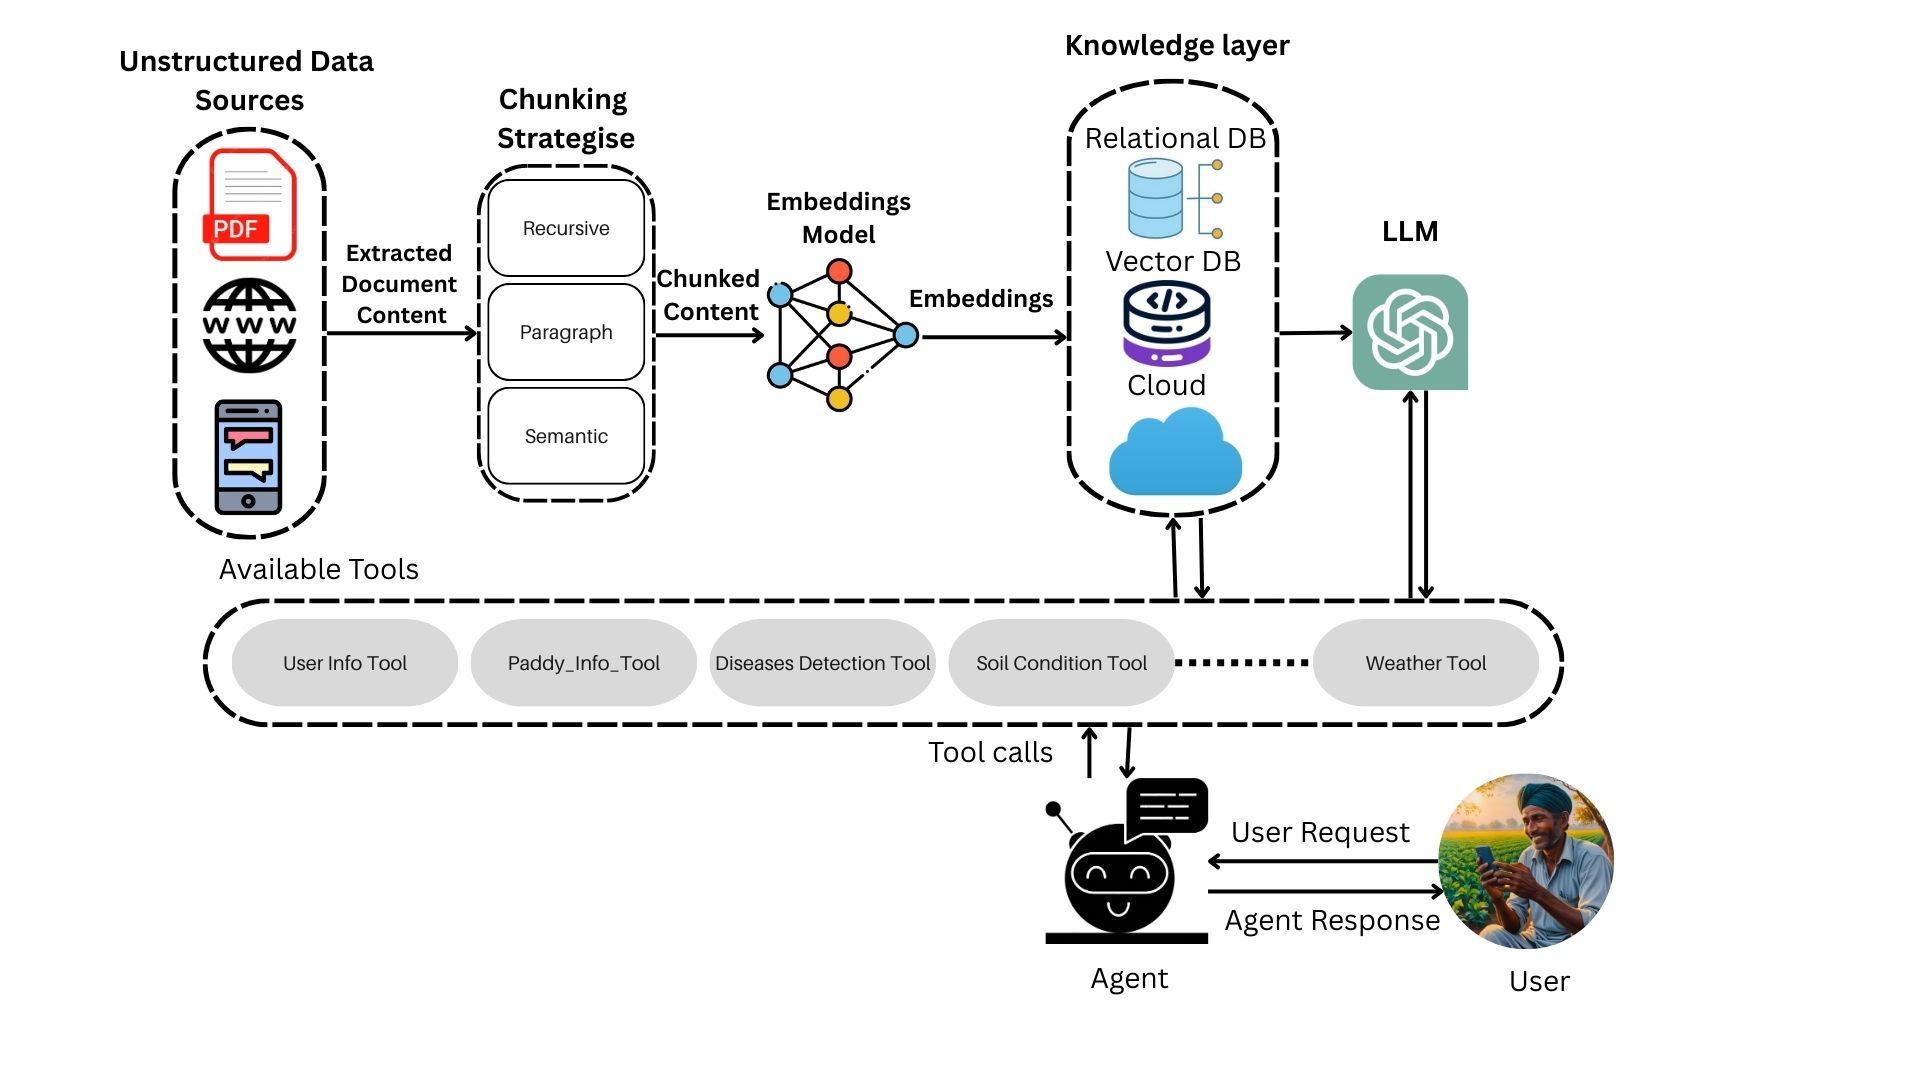 Unstructured Data
Sources
PDF
WWW
Extracted
Document
Content
Chunking
Strategise
Recursive
Paragraph
Semantic
Chunked
Content
Embeddings
Model
Embeddings
Knowledge layer
Relational DB
Vector DB
</>
Cloud
LLM
Available Tools
User Info Tool
Paddy_Info_Tool
Diseases Detection Tool
Soil Condition Tool
Weather Tool
Tool calls
User Request
Agent Response
Agent
User